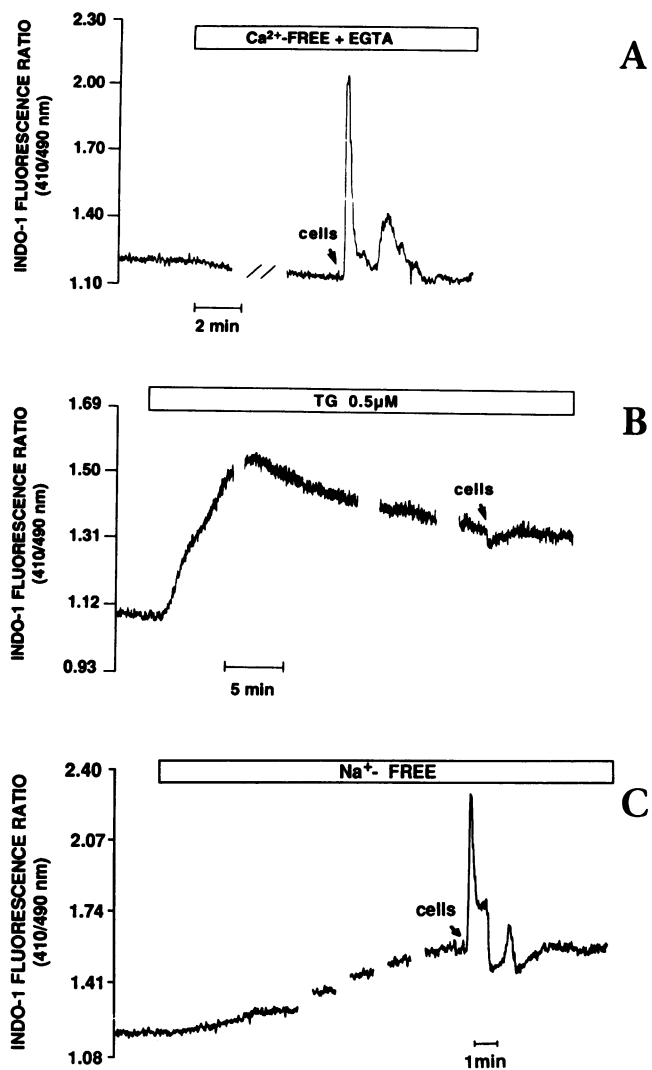 A
Ca²⁺-FREE + EGTA
INDO-1 FLUORESCENCE RATIO
(410/490 nm)
2.30
2.00
1.70
1.40
1.10
cells
2 min
B
TG 0.5µM
INDO-1 FLUORESCENCE RATIO
(410/490 nm)
1.69
1.50
1.31
1.12
0.93
cells
5 min
C
Na⁺- FREE
INDO-1 FLUORESCENCE RATIO
(410/490 nm)
2.40
2.07
1.74
1.41
1.08
cells
1min